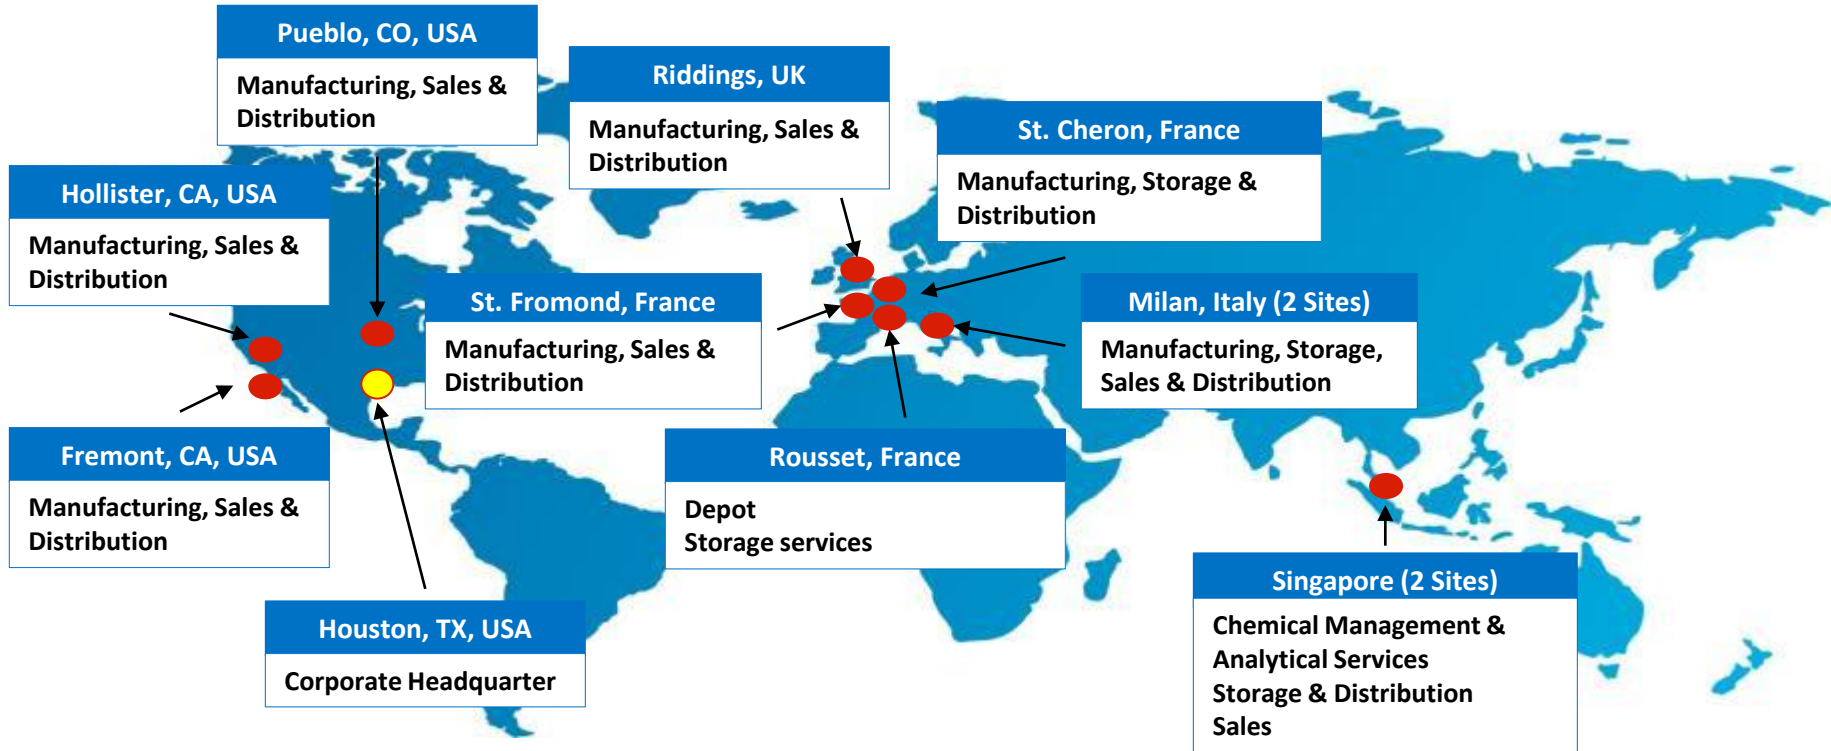 Pueblo, CO, USA
Manufacturing, Sales &
Distribution
Riddings, UK
Manufacturing, Sales &
Distribution
St. Cheron, France
Manufacturing, Storage &
Distribution
Hollister, CA, USA
Manufacturing, Sales &
Distribution
St. Fromond, France
Manufacturing, Sales &
Distribution
Milan, Italy (2 Sites)
Manufacturing, Storage,
Sales & Distribution
Fremont, CA, USA
Manufacturing, Sales &
Distribution
Rousset, France
Depot
Storage services
Houston, TX, USA
Corporate Headquarter
Singapore (2 Sites)
Chemical Management &
Analytical Services
Storage & Distribution
Sales